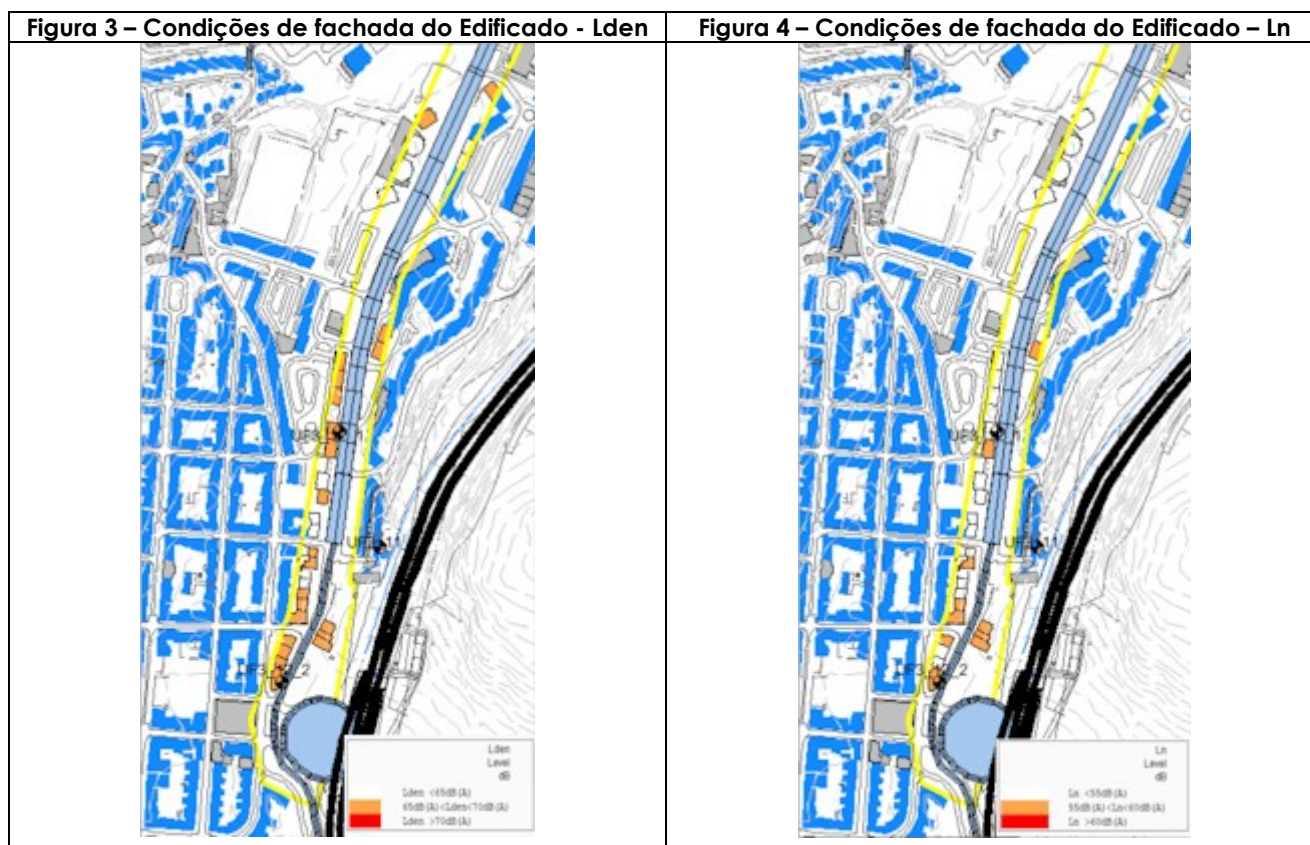 Figura 3 – Condições de fachada do Edificado - Lden
Figura 4 – Condições de fachada do Edificado – Ln
Lden
Level
dB
Lden <65dB(A)
65dB(A)<Lden<70dB(A)
Lden >70dB(A)
Ln
Level
dB
Ln <55dB(A)
55dB(A)<Ln<60dB(A)
Ln >60dB(A)